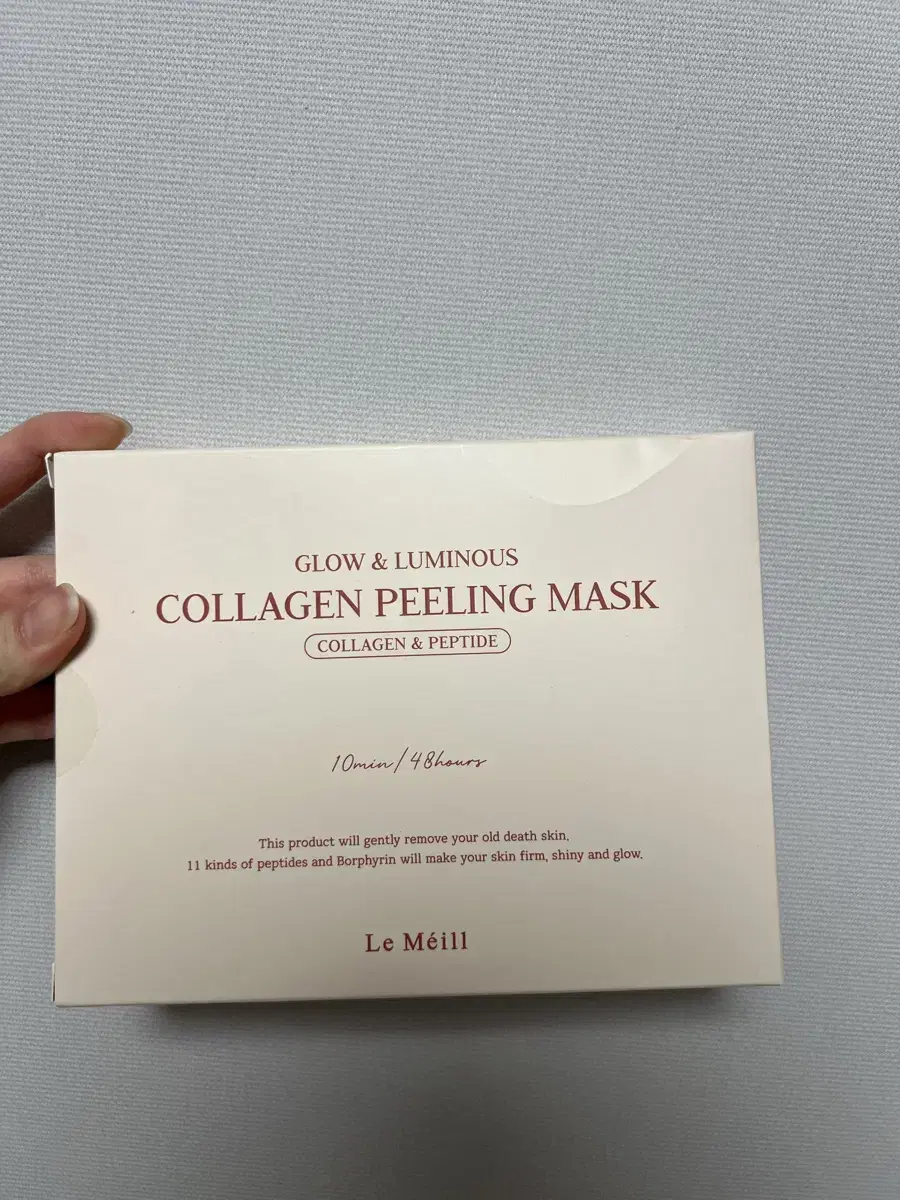 GLOW & LUMINOUS
COLLAGEN PEELING MASK
COLLAGEN & PEPTIDE
10min/48hours
This product will gently remove your old death skin.
11 kinds of peptides and Borphyrin will make your skin firm, shiny and glow.
Le Méill